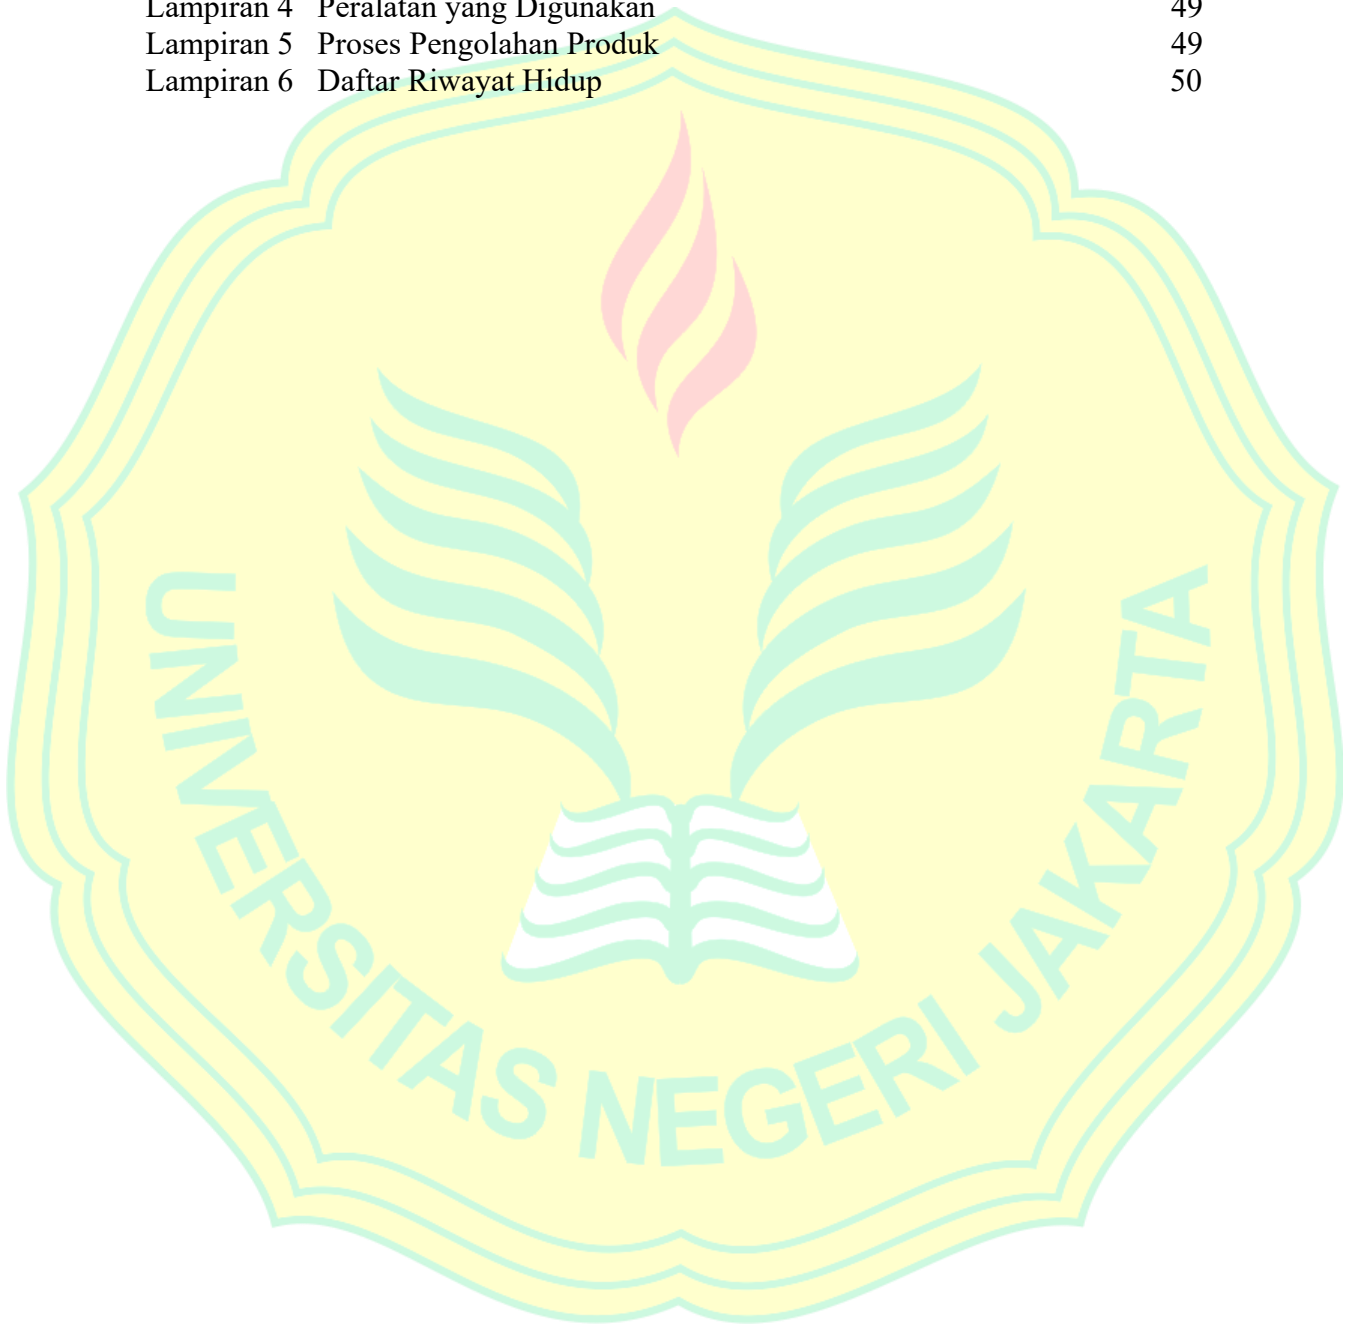 Lampiran 4 Peralatan yang Digunakan 49
Lampiran 5 Proses Pengolahan Produk 49
Lampiran 6 Daftar Riwayat Hidup 50
UNIVERSITAS NEGERI JAKARTA